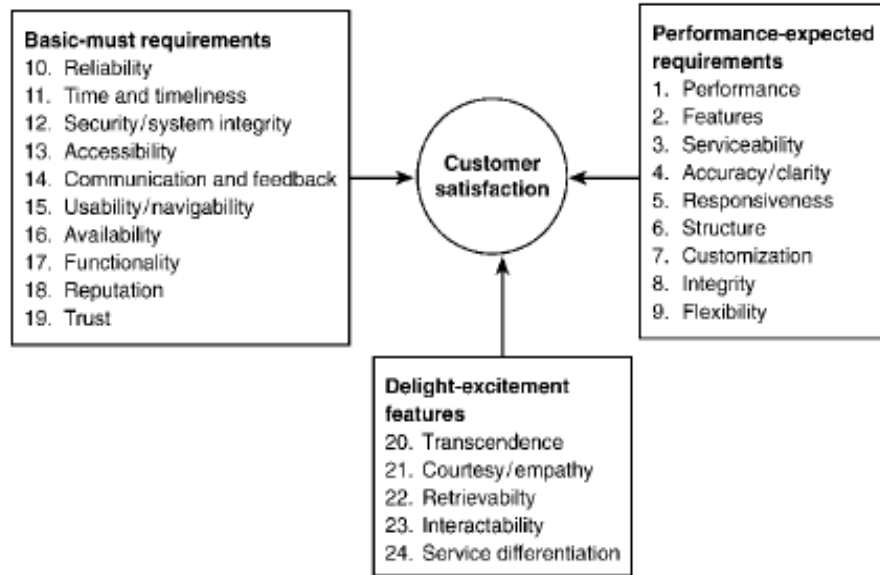 Basic-must requirements
10. Reliability
11. Time and timeliness
12. Security/system integrity
13. Accessibility
14. Communication and feedback
15. Usability/navigability
16. Availability
17. Functionality
18. Reputation
19. Trust
Customer
satisfaction
Performance-expected
requirements
1. Performance
2. Features
3. Serviceability
4. Accuracy/clarity
5. Responsiveness
6. Structure
7. Customization
8. Integrity
9. Flexibility
Delight-excitement
features
20. Transcendence
21. Courtesy/empathy
22. Retrievabilty
23. Interactability
24. Service differentiation